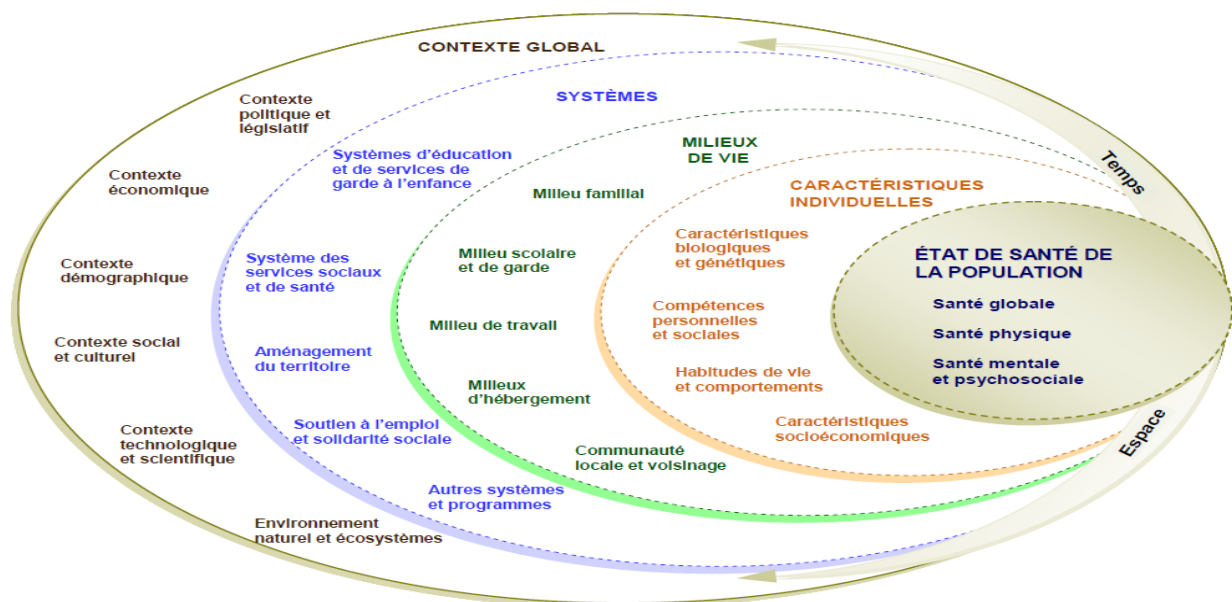 CONTEXTE GLOBAL
Contexte
politique et
législatif
Contexte
économique
Contexte
démographique
Contexte social
et culturel
Contexte
technologique
et scientifique
Environnement
naturel et écosystèmes
SYSTÈMES
Systèmes d'éducation
et de services de
garde à l'enfance
Système des
services sociaux
et de santé
Aménagement
du territoire
Soutien à l'emploi
et solidarité sociale
Autres systèmes
et programmes
MILIEUX
DE VIE
Milieu familial
Milieu scolaire
et de garde
Milieu de travail
Milieux
d'hébergement
Communauté
locale et voisinage
CARACTÉRISTIQUES
INDIVIDUELLES
Caractéristiques
biologiques
et génétiques
Compétences
personnelles
et sociales
Habitudes de vie
et comportements
Caractéristiques
socioéconomiques
ÉTAT DE SANTÉ DE
LA POPULATION
Santé globale
Santé physique
Santé mentale
et psychosociale
Temps
Espace